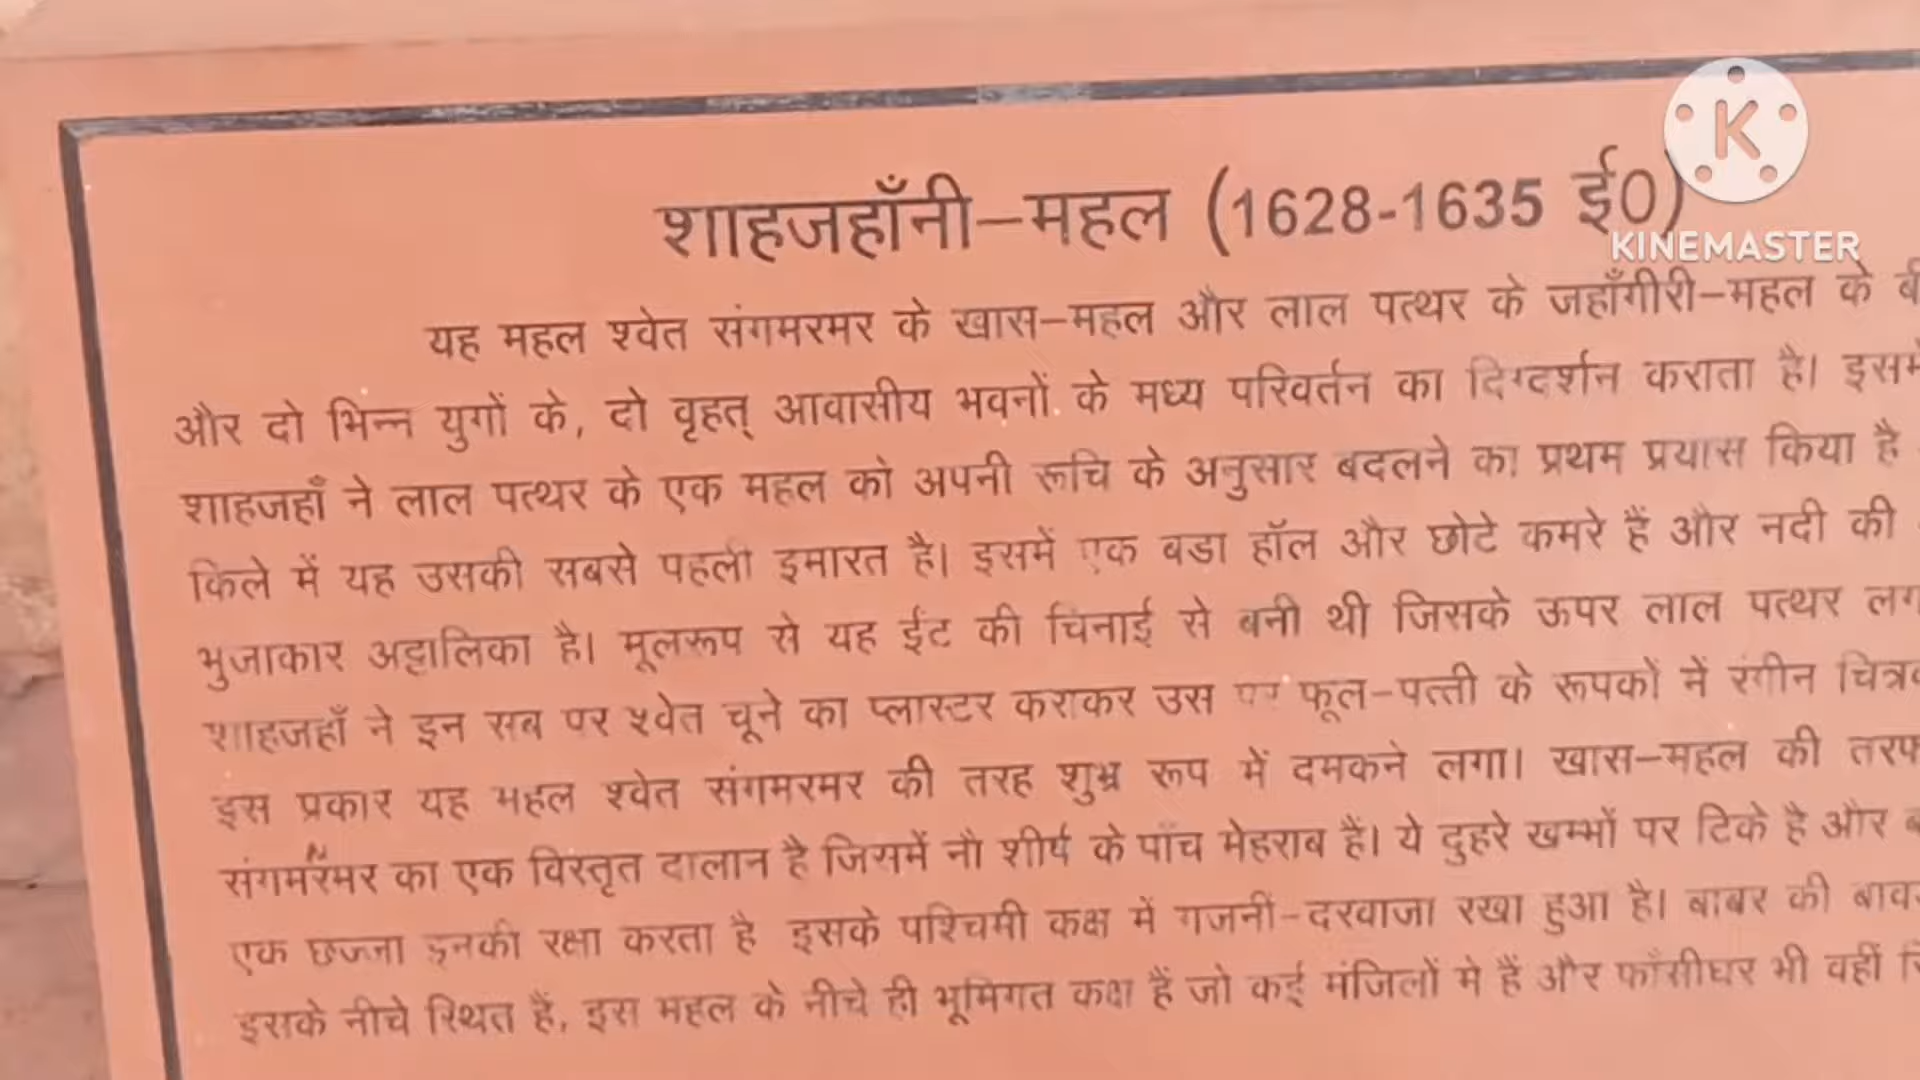 शाहजहाँनी–महल (1628-1635 ई0)
यह महल श्वेत संगमरमर के खास–महल और लाल पत्थर के जहाँगीरी–महल के
और दो भिन्न युगों के, दो वृहत् आवासीय भवनों के मध्य परिवर्तन का दिग्दर्शन कराता है।
शाहजहाँ ने लाल पत्थर के एक महल को अपनी रूचि के अनुसार बदलने का प्रथम प्रयास किया है
किले में यह उसकी सबसे पहली इमारत है। इसमें एक बडा हॉल और छोटे कमरे हैं और नदी की
भुजाकार अट्टालिका है। मूलरूप से यह ईंट की चिनाई से बनी थी जिसके ऊपर लाल पत्थर
शाहजहाँ ने इन सब पर श्वेत चूने का प्लास्टर कराकर उस पर फूल–पत्ती के रूपकों में रंगीन
इस प्रकार यह महल श्वेत संगमरमर की तरह शुभ्र रूप में दमकने लगा। खास–महल की
संगमरमर का एक विस्तृत दालान है जिसमें नौ शीर्ष के पाँच मेहराब हैं। ये दुहरे खम्भों पर टिके है और
एक छज्जा इनकी रक्षा करता है इसके पश्चिमी कक्ष में गजनी–दरवाजा रखा हुआ है। बाबर की
इसके नीचे स्थित हैं, इस महल के नीचे ही भूमिगत कक्ष हैं जो कई मंजिलों मे हैं और फाँसीघर भी वहीं
K
KINEMASTER